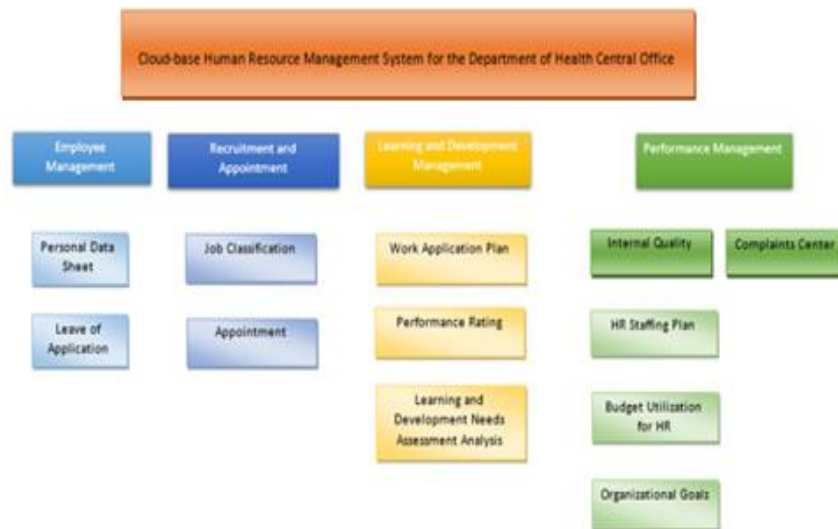 Cloud-base Human Resource Management System for the Department of Health Central Office
Employee
Management
Recruitment and
Appointment
Learning and Development
Management
Performance Management
Personal Data
Sheet
Job Classification
Work Application Plan
Internal Quality
Complaints Center
Leave of
Application
Appointment
Performance Rating
HR Staffing Plan
Learning and
Development Needs
Assessment Analysis
Budget Utilization
for HR
Organizational Goals